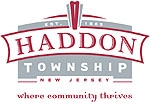 EST. 1865
HADDON
TOWNSHIP
NEW JERSEY
where community thrives